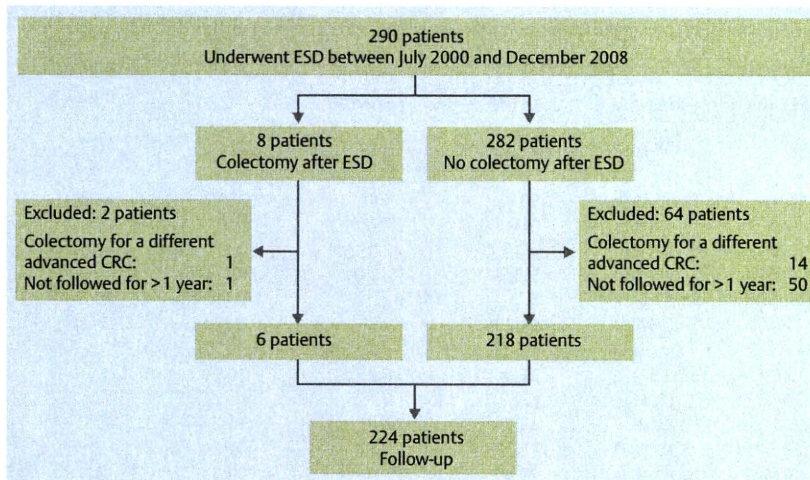 290 patients
Underwent ESD between July 2000 and December 2008
8 patients
Colectomy after ESD
282 patients
No colectomy after ESD
Excluded: 2 patients
Colectomy for a different
advanced CRC: 1
Not followed for >1 year: 1
Excluded: 64 patients
Colectomy for a different
advanced CRC: 14
Not followed for >1 year: 50
6 patients
218 patients
224 patients
Follow-up